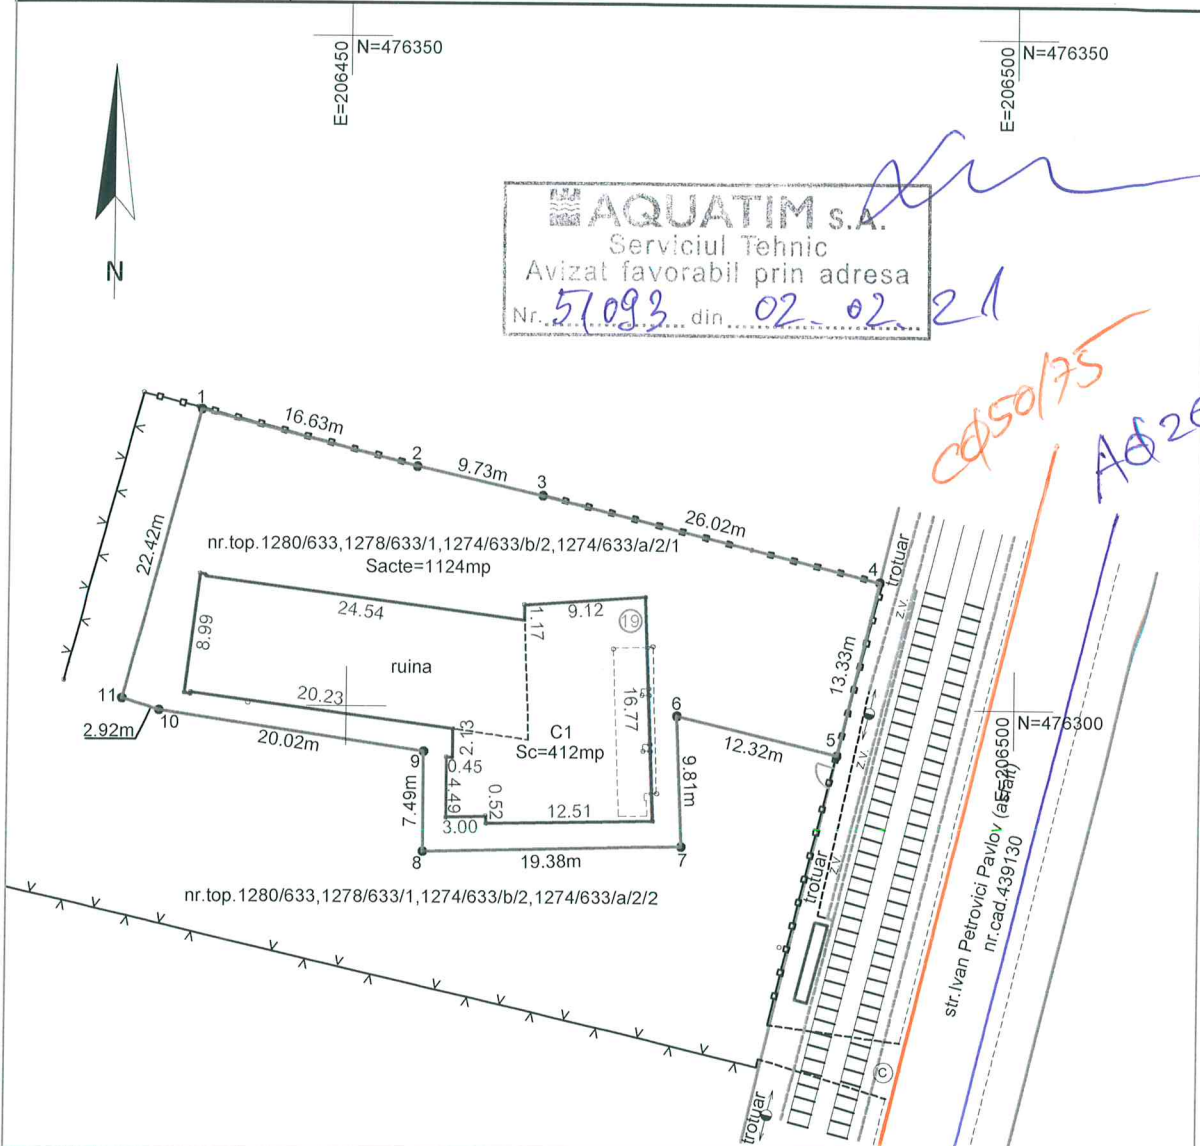 E=206450
N=476350
E=206500
N=476350
N
AQUATIM S.A.
Serviciul Tehnic
Avizat favorabil prin adresa
Nr. 51093 din 02.02.21
CØ50/75
1
16.63m
2
9.73m
3
26.02m
4
trotuar
z.v.
22.42m
nr.top.1280/633,1278/633/1,1274/633/b/2,1274/633/a/2/1
Sacte=1124mp
24.54
1.17
9.12
19
8.99
ruina
13.33m
11
10
2.92m
20.23
20.02m
16.77
C1
Sc=412mp
6
12.32m
5
z.v.
E=206500
N=476300
9
2.13
0.45
4.49
0.52
3.00
12.51
9.81m
7.49m
8
19.38m
7
trotuar
z.v.
nr.top.1280/633,1278/633/1,1274/633/b/2,1274/633/a/2/2
str.Ivan Petrovici Pavlov (asfalt)
nr.cad.439130
C
trotuar